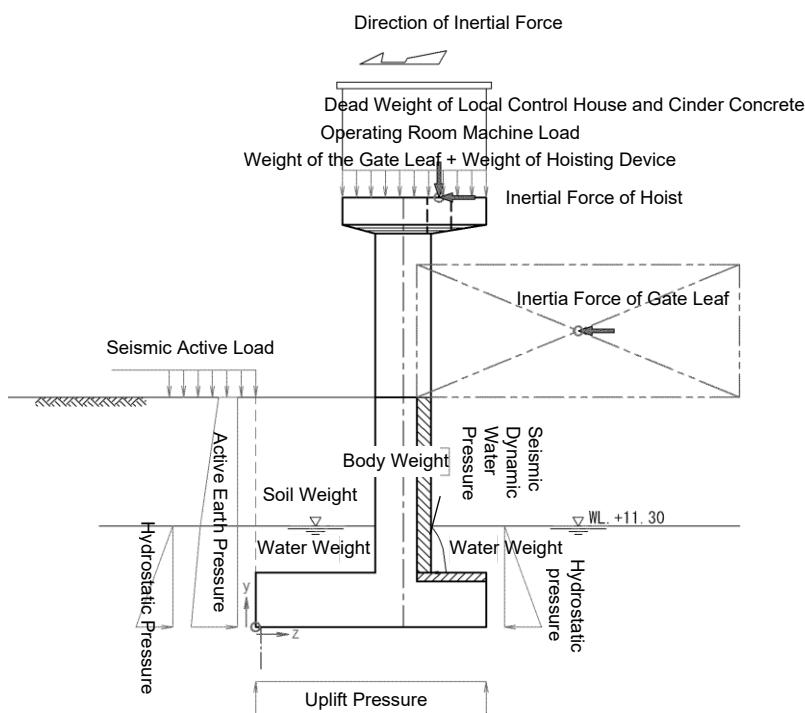 Direction of Inertial Force
Dead Weight of Local Control House and Cinder Concrete
Operating Room Machine Load
Weight of the Gate Leaf + Weight of Hoisting Device
Inertial Force of Hoist
Inertia Force of Gate Leaf
Seismic Active Load
Active Earth Pressure
Body Weight
Seismic
Dynamic
Water
Pressure
Soil Weight
WL. +11.30
Hydrostatic Pressure
Water Weight
Water Weight
Hydrostatic
pressure
y
z
Uplift Pressure